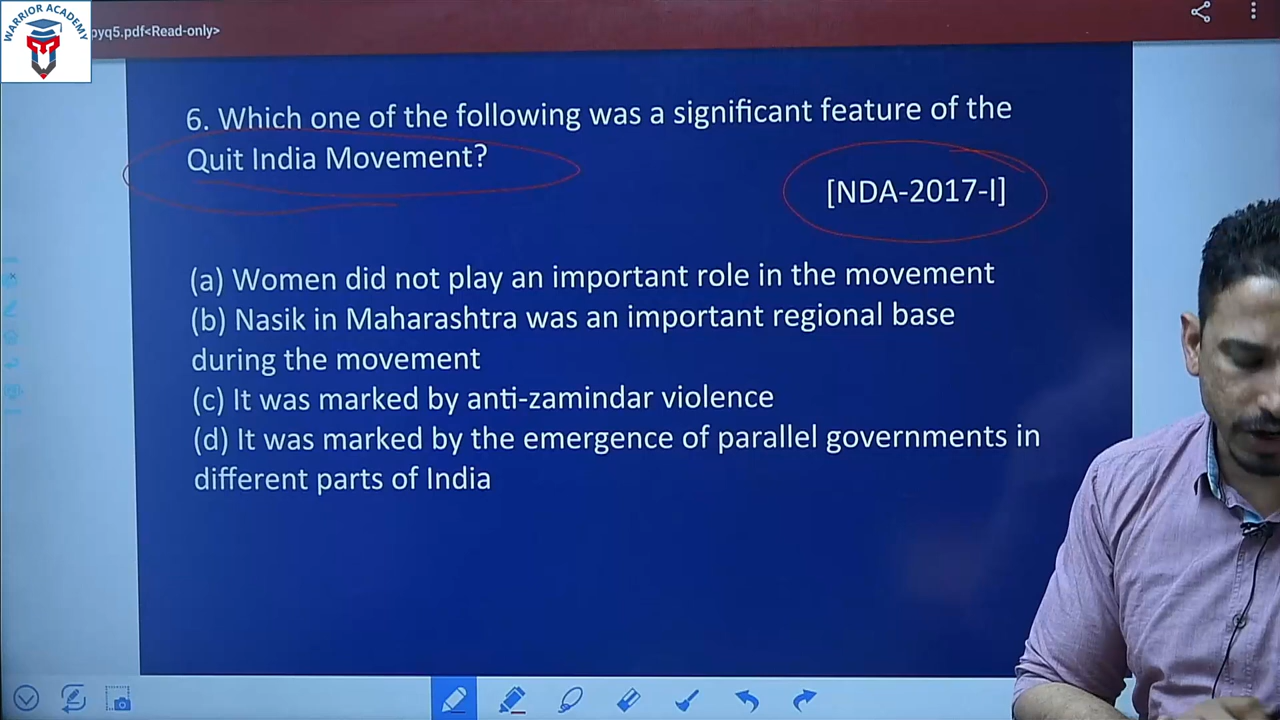 WARRIOR ACADEMY
pyq5.pdf<Read-only>
6. Which one of the following was a significant feature of the
Quit India Movement?
[NDA-2017-I]
(a) Women did not play an important role in the movement
(b) Nasik in Maharashtra was an important regional base
during the movement
(c) It was marked by anti-zamindar violence
(d) It was marked by the emergence of parallel governments in
different parts of India